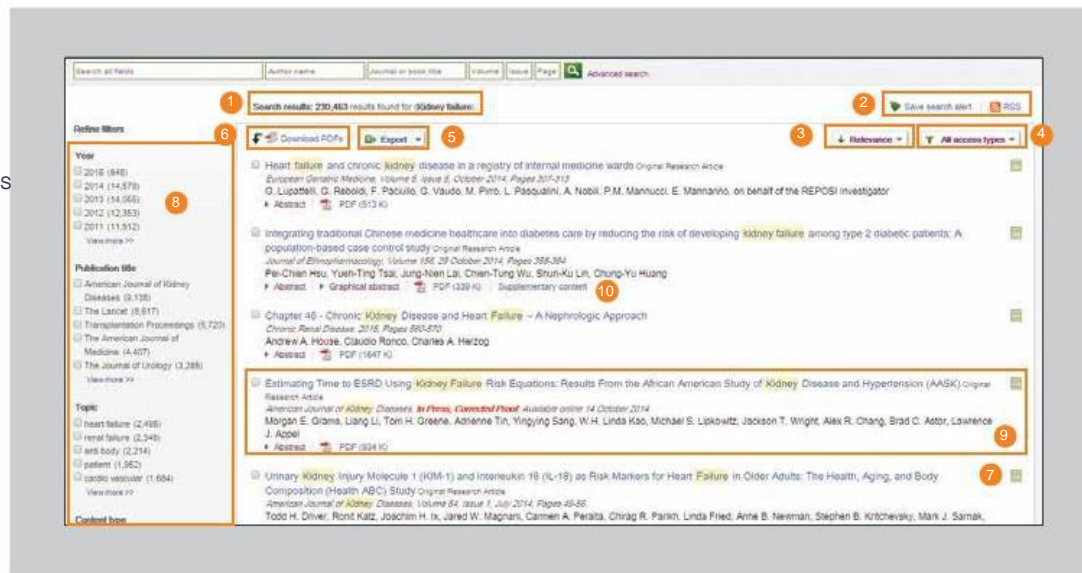 Search all fields Author name Journal or book title Volume Issue Page Advanced search
1 Search results: 230,463 results found for (Kidney failure).
2 Save search alert RSS
Refine filters
6 Download PDFs Export 5
3 Relevance All access types 4
S
8
Year
2015 (648)
2014 (14,579)
2013 (14,066)
2012 (12,353)
2011 (11,512)
View more >>
Publication title
American Journal of Kidney
Diseases (9,138)
The Lancet (8,617)
Transplantation Proceedings (6,720)
The American Journal of
Medicine (4,407)
The Journal of Urology (3,288)
View more >>
Topic
heart failure (2,498)
renal failure (2,348)
anti body (2,214)
patient (1,952)
cardio vascular (1,684)
View more >>
Content type
Heart failure and chronic kidney disease in a registry of internal medicine wards Original Research Article
European Geriatric Medicine, Volume 5, Issue 5, October 2014, Pages 307-313
G. Lupattelli, G. Reboldi, F. Paciullo, G. Vaudo, M. Pirro, L. Pasqualini, A. Nobili, P.M. Mannucci, E. Mannarino, on behalf of the REPOSI Investigator
Abstract PDF (513 K)
Integrating traditional Chinese medicine healthcare into diabetes care by reducing the risk of developing kidney failure among type 2 diabetic patients: A
population-based case control study Original Research Article
Journal of Ethnopharmacology, Volume 156, 28 October 2014, Pages 358-364
Pei-Chien Hsu, Yueh-Ting Tsai, Jung-Nien Lai, Chien-Tung Wu, Shun-Ku Lin, Chung-Yu Huang
Abstract Graphical abstract PDF (339 K) Supplementary content 10
Chapter 46 - Chronic Kidney Disease and Heart Failure – A Nephrologic Approach
Chronic Renal Disease, 2015, Pages 560-570
Andrew A. House, Claudio Ronco, Charles A. Herzog
Abstract PDF (1647 K)
Estimating Time to ESRD Using Kidney Failure Risk Equations: Results From the African American Study of Kidney Disease and Hypertension (AASK) Original
Research Article
American Journal of Kidney Diseases, In Press, Corrected Proof, Available online 14 October 2014
Morgan E. Grams, Liang Li, Tom H. Greene, Adrienne Tin, Yingying Sang, W.H. Linda Kao, Michael S. Lipkowitz, Jackson T. Wright, Alex R. Chang, Brad C. Astor, Lawrence
J. Appel
Abstract PDF (934 K)
9
Urinary Kidney Injury Molecule 1 (KIM-1) and Interleukin 18 (IL-18) as Risk Markers for Heart Failure in Older Adults: The Health, Aging, and Body 7
Composition (Health ABC) Study Original Research Article
American Journal of Kidney Diseases, Volume 64, Issue 1, July 2014, Pages 49-56
Todd H. Driver, Ronit Katz, Joachim H. Ix, Jared W. Magnani, Carmen A. Peralta, Chirag R. Parikh, Linda Fried, Anne B. Newman, Stephen B. Kritchevsky, Mark J. Sarnak,